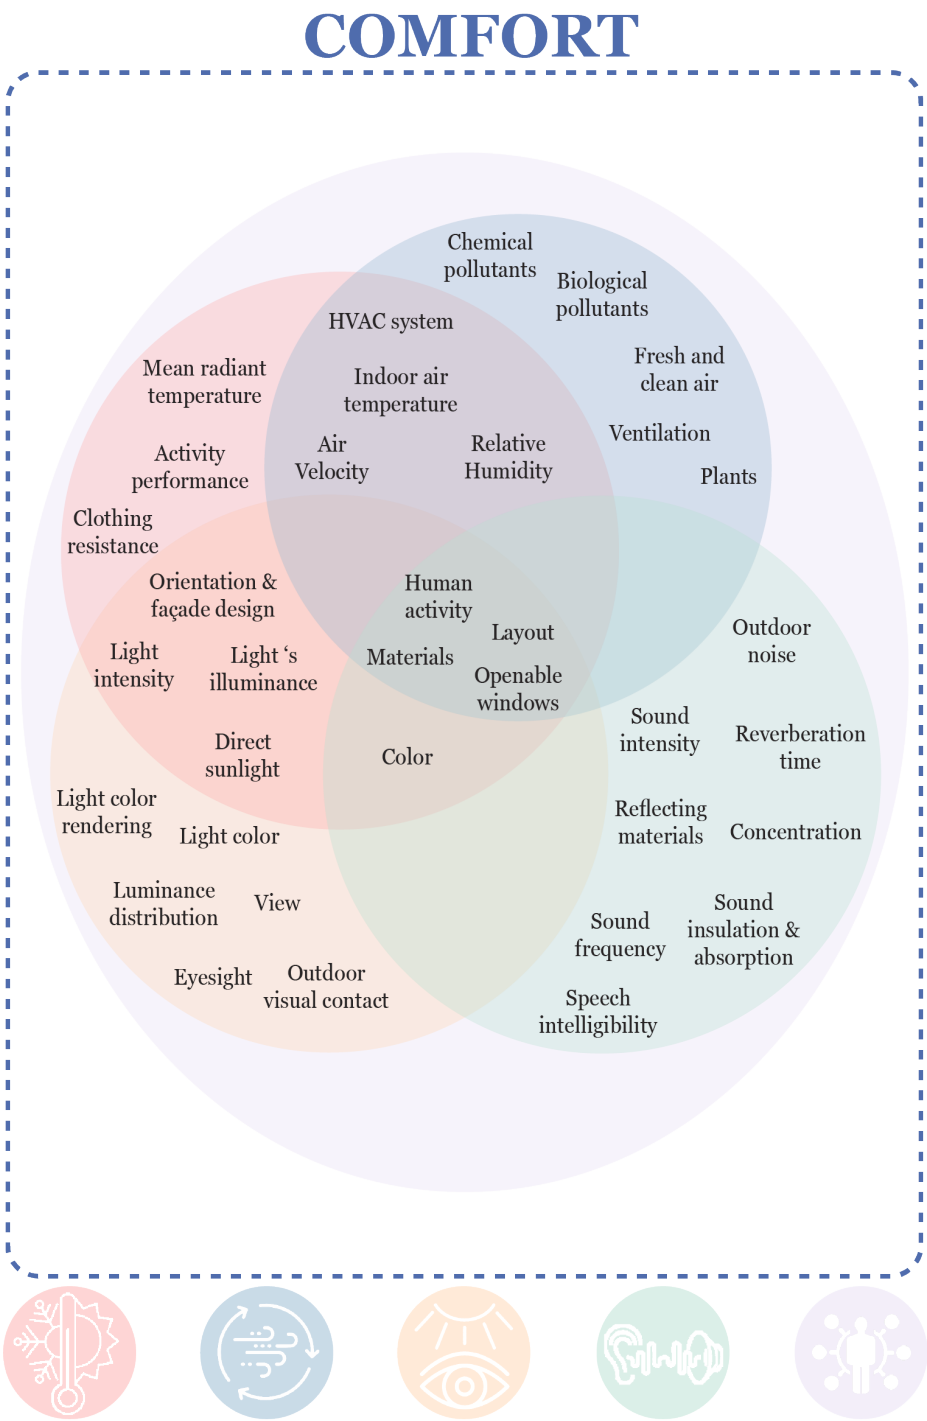 COMFORT
Chemical
pollutants
Biological
pollutants
HVAC system
Fresh and
clean air
Mean radiant
temperature
Indoor air
temperature
Ventilation
Air
Velocity
Relative
Humidity
Activity
performance
Plants
Clothing
resistance
Orientation &
façade design
Human
activity
Layout
Outdoor
noise
Light
intensity
Light ‘s
illuminance
Materials
Openable
windows
Sound
intensity
Reverberation
time
Direct
sunlight
Color
Light color
rendering
Light color
Reflecting
materials
Concentration
Luminance
distribution
View
Sound
frequency
Sound
insulation &
absorption
Eyesight
Outdoor
visual contact
Speech
intelligibility